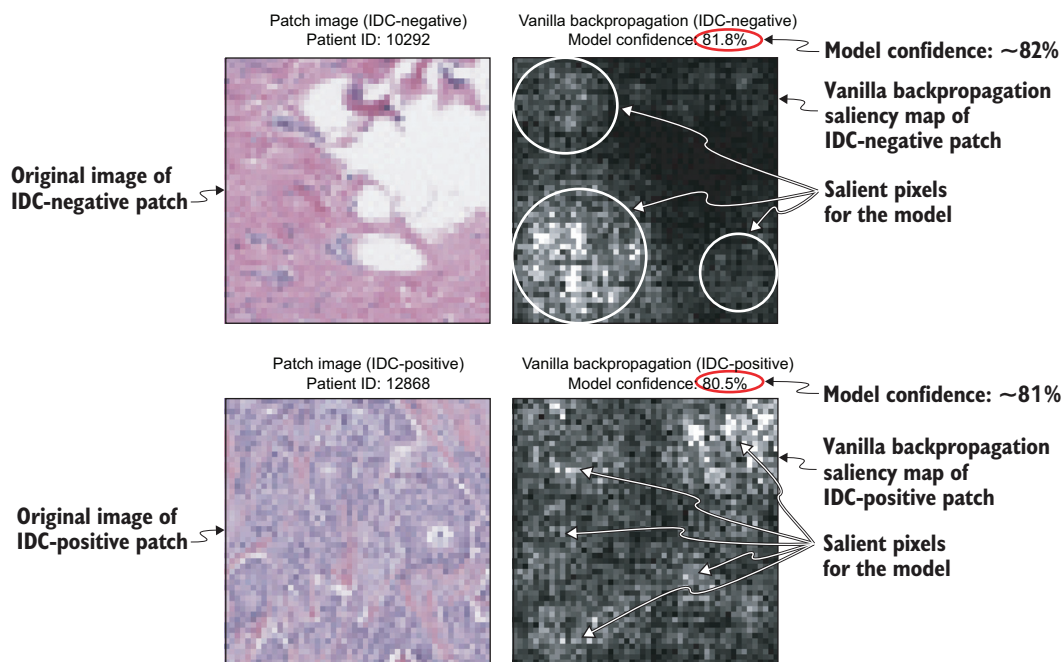 Patch image (IDC-negative)
Patient ID: 10292
Vanilla backpropagation (IDC-negative)
Model confidence: 81.8%
Model confidence: ~82%
Vanilla backpropagation
saliency map of
IDC-negative patch
Original image of
IDC-negative patch
Salient pixels
for the model
Patch image (IDC-positive)
Patient ID: 12868
Vanilla backpropagation (IDC-positive)
Model confidence: 80.5%
Model confidence: ~81%
Vanilla backpropagation
saliency map of
IDC-positive patch
Original image of
IDC-positive patch
Salient pixels
for the model